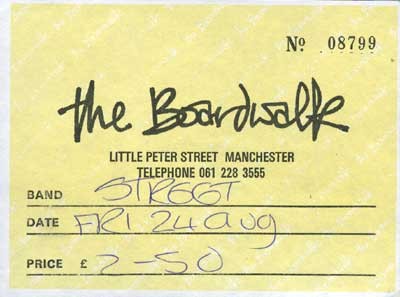 Nº 08799
the Boardwalk
LITTLE PETER STREET MANCHESTER
TELEPHONE 061 228 3555
BAND STREET
DATE FRI 24 aug
PRICE £ 2-50